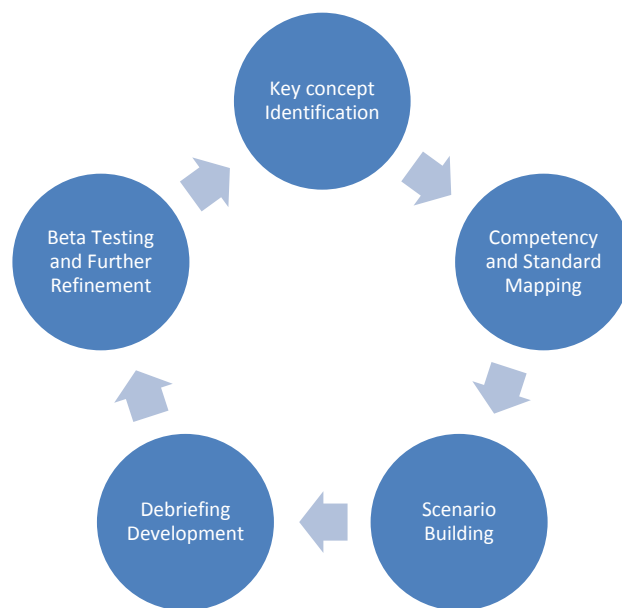 Key concept
Identification
Competency
and Standard
Mapping
Scenario
Building
Debriefing
Development
Beta Testing
and Further
Refinement